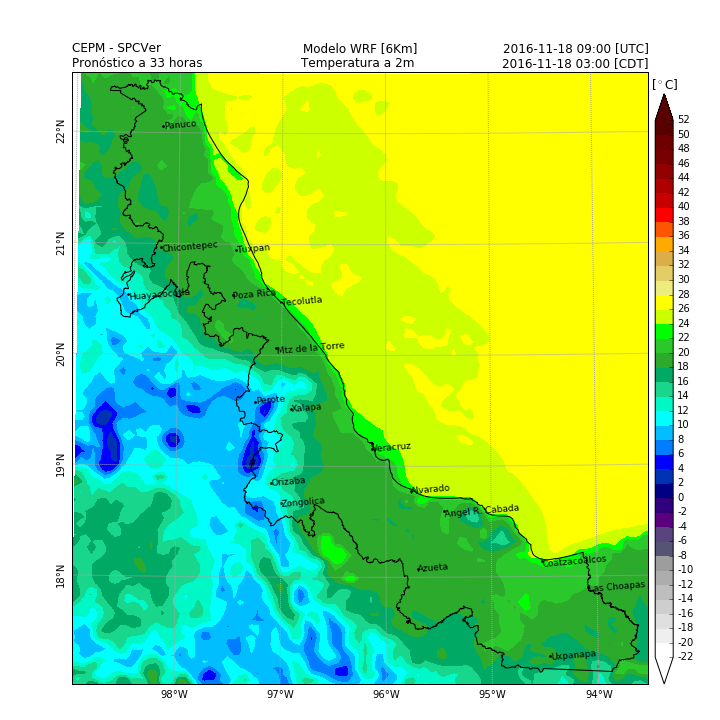 CEPM - SPCVer
Modelo WRF [6Km]
2016-11-18 09:00 [UTC]
Pronóstico a 33 horas
Temperatura a 2m
2016-11-18 03:00 [CDT]
[°C]
52
50
48
46
44
42
40
38
36
34
32
30
28
26
24
22
20
18
16
14
12
10
8
6
4
2
0
-2
-4
-6
-8
-10
-12
-14
-16
-18
-20
-22
22°N
21°N
20°N
19°N
18°N
Panuco
Chicontepec
Tuxpan
Huayacocotla
Poza Rica
Tecolutla
Mtz de la Torre
Perote
Xalapa
Veracruz
Orizaba
Alvarado
Zongolica
Angel R. Cabada
Coatzacoalcos
Azueta
Las Choapas
Uxpanapa
98°W
97°W
96°W
95°W
94°W